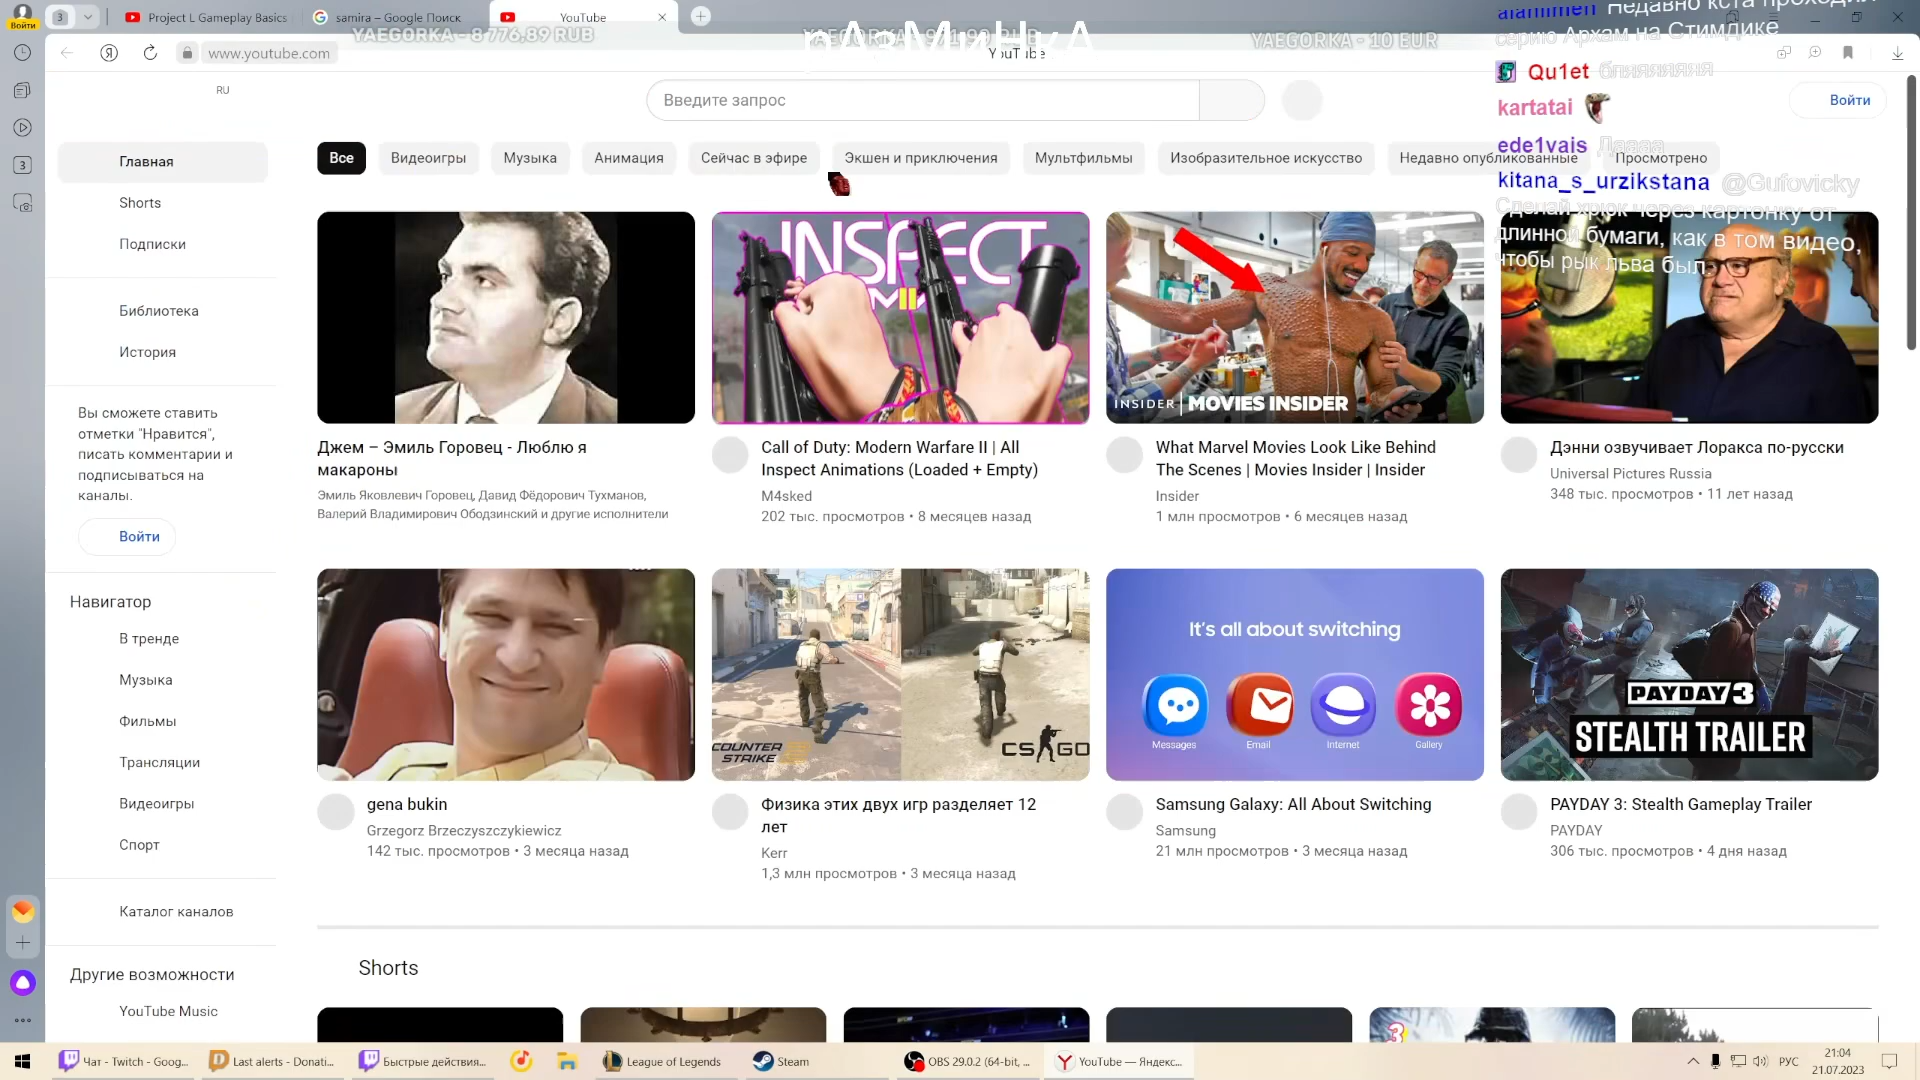 Войти
3
Project L Gameplay Basics
samira – Google Поиск
YouTube
YAEGORKA - 8 776,89 RUB
YAEGORKA - 10 EUR
www.youtube.com
YouTube
Недавно кста проходил
серию Архам на Стимдике
Qu1et
kartatai
ede1vais Давааа
kitana_s_urzikstana @Gufovicky
Сделай хрюк через картонку от
длинной бумаги, как в том видео,
чтобы рык льва был
RU
Введите запрос
Войти
Все
Видеоигры
Музыка
Анимация
Сейчас в эфире
Экшен и приключения
Мультфильмы
Изобразительное искусство
Недавно опубликованные
Просмотрено
3
Главная
Shorts
Подписки
Библиотека
История
Вы сможете ставить
отметки "Нравится",
писать комментарии и
подписываться на
каналы.
Войти
Навигатор
В тренде
Музыка
Фильмы
Трансляции
Видеоигры
Спорт
Каталог каналов
Другие возможности
YouTube Music
Джем – Эмиль Горовец - Люблю я
макароны
Эмиль Яковлевич Горовец, Давид Фёдорович Тухманов,
Валерий Владимирович Ободзинский и другие исполнители
INSPECT
Call of Duty: Modern Warfare II | All
Inspect Animations (Loaded + Empty)
M4sked
202 тыс. просмотров • 8 месяцев назад
INSIDER | MOVIES INSIDER
What Marvel Movies Look Like Behind
The Scenes | Movies Insider | Insider
Insider
1 млн просмотров • 6 месяцев назад
Дэнни озвучивает Лоракса по-русски
Universal Pictures Russia
348 тыс. просмотров • 11 лет назад
gena bukin
Grzegorz Brzeczyszczykiewicz
142 тыс. просмотров • 3 месяца назад
COUNTER
STRIKE 2
CS GO
Физика этих двух игр разделяет 12
лет
Kerr
1,3 млн просмотров • 3 месяца назад
It's all about switching
Messages
Email
Internet
Gallery
Samsung Galaxy: All About Switching
Samsung
21 млн просмотров • 3 месяца назад
PAYDAY 3
STEALTH TRAILER
PAYDAY 3: Stealth Gameplay Trailer
PAYDAY
306 тыс. просмотров • 4 дня назад
Shorts
3
Чат - Twitch - Goog...
Last alerts - Donati...
Быстрые действия...
League of Legends
Steam
OBS 29.0.2 (64-bit, ...
YouTube — Яндекс...
РУС
21:04
21.07.2023